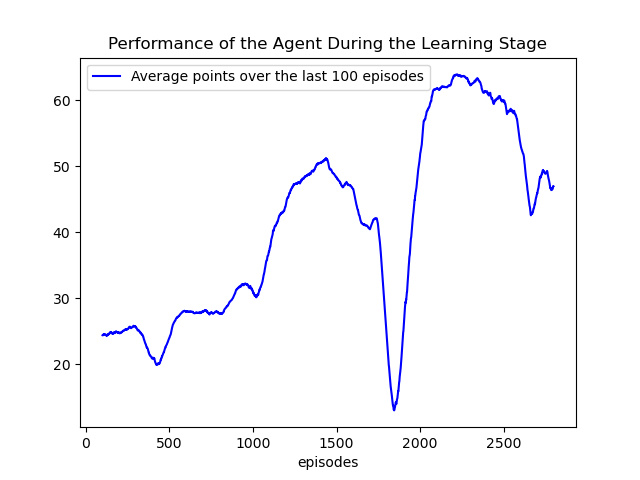 Performance of the Agent During the Learning Stage
Average points over the last 100 episodes
60
50
40
30
20
0 500 1000 1500 2000 2500
episodes